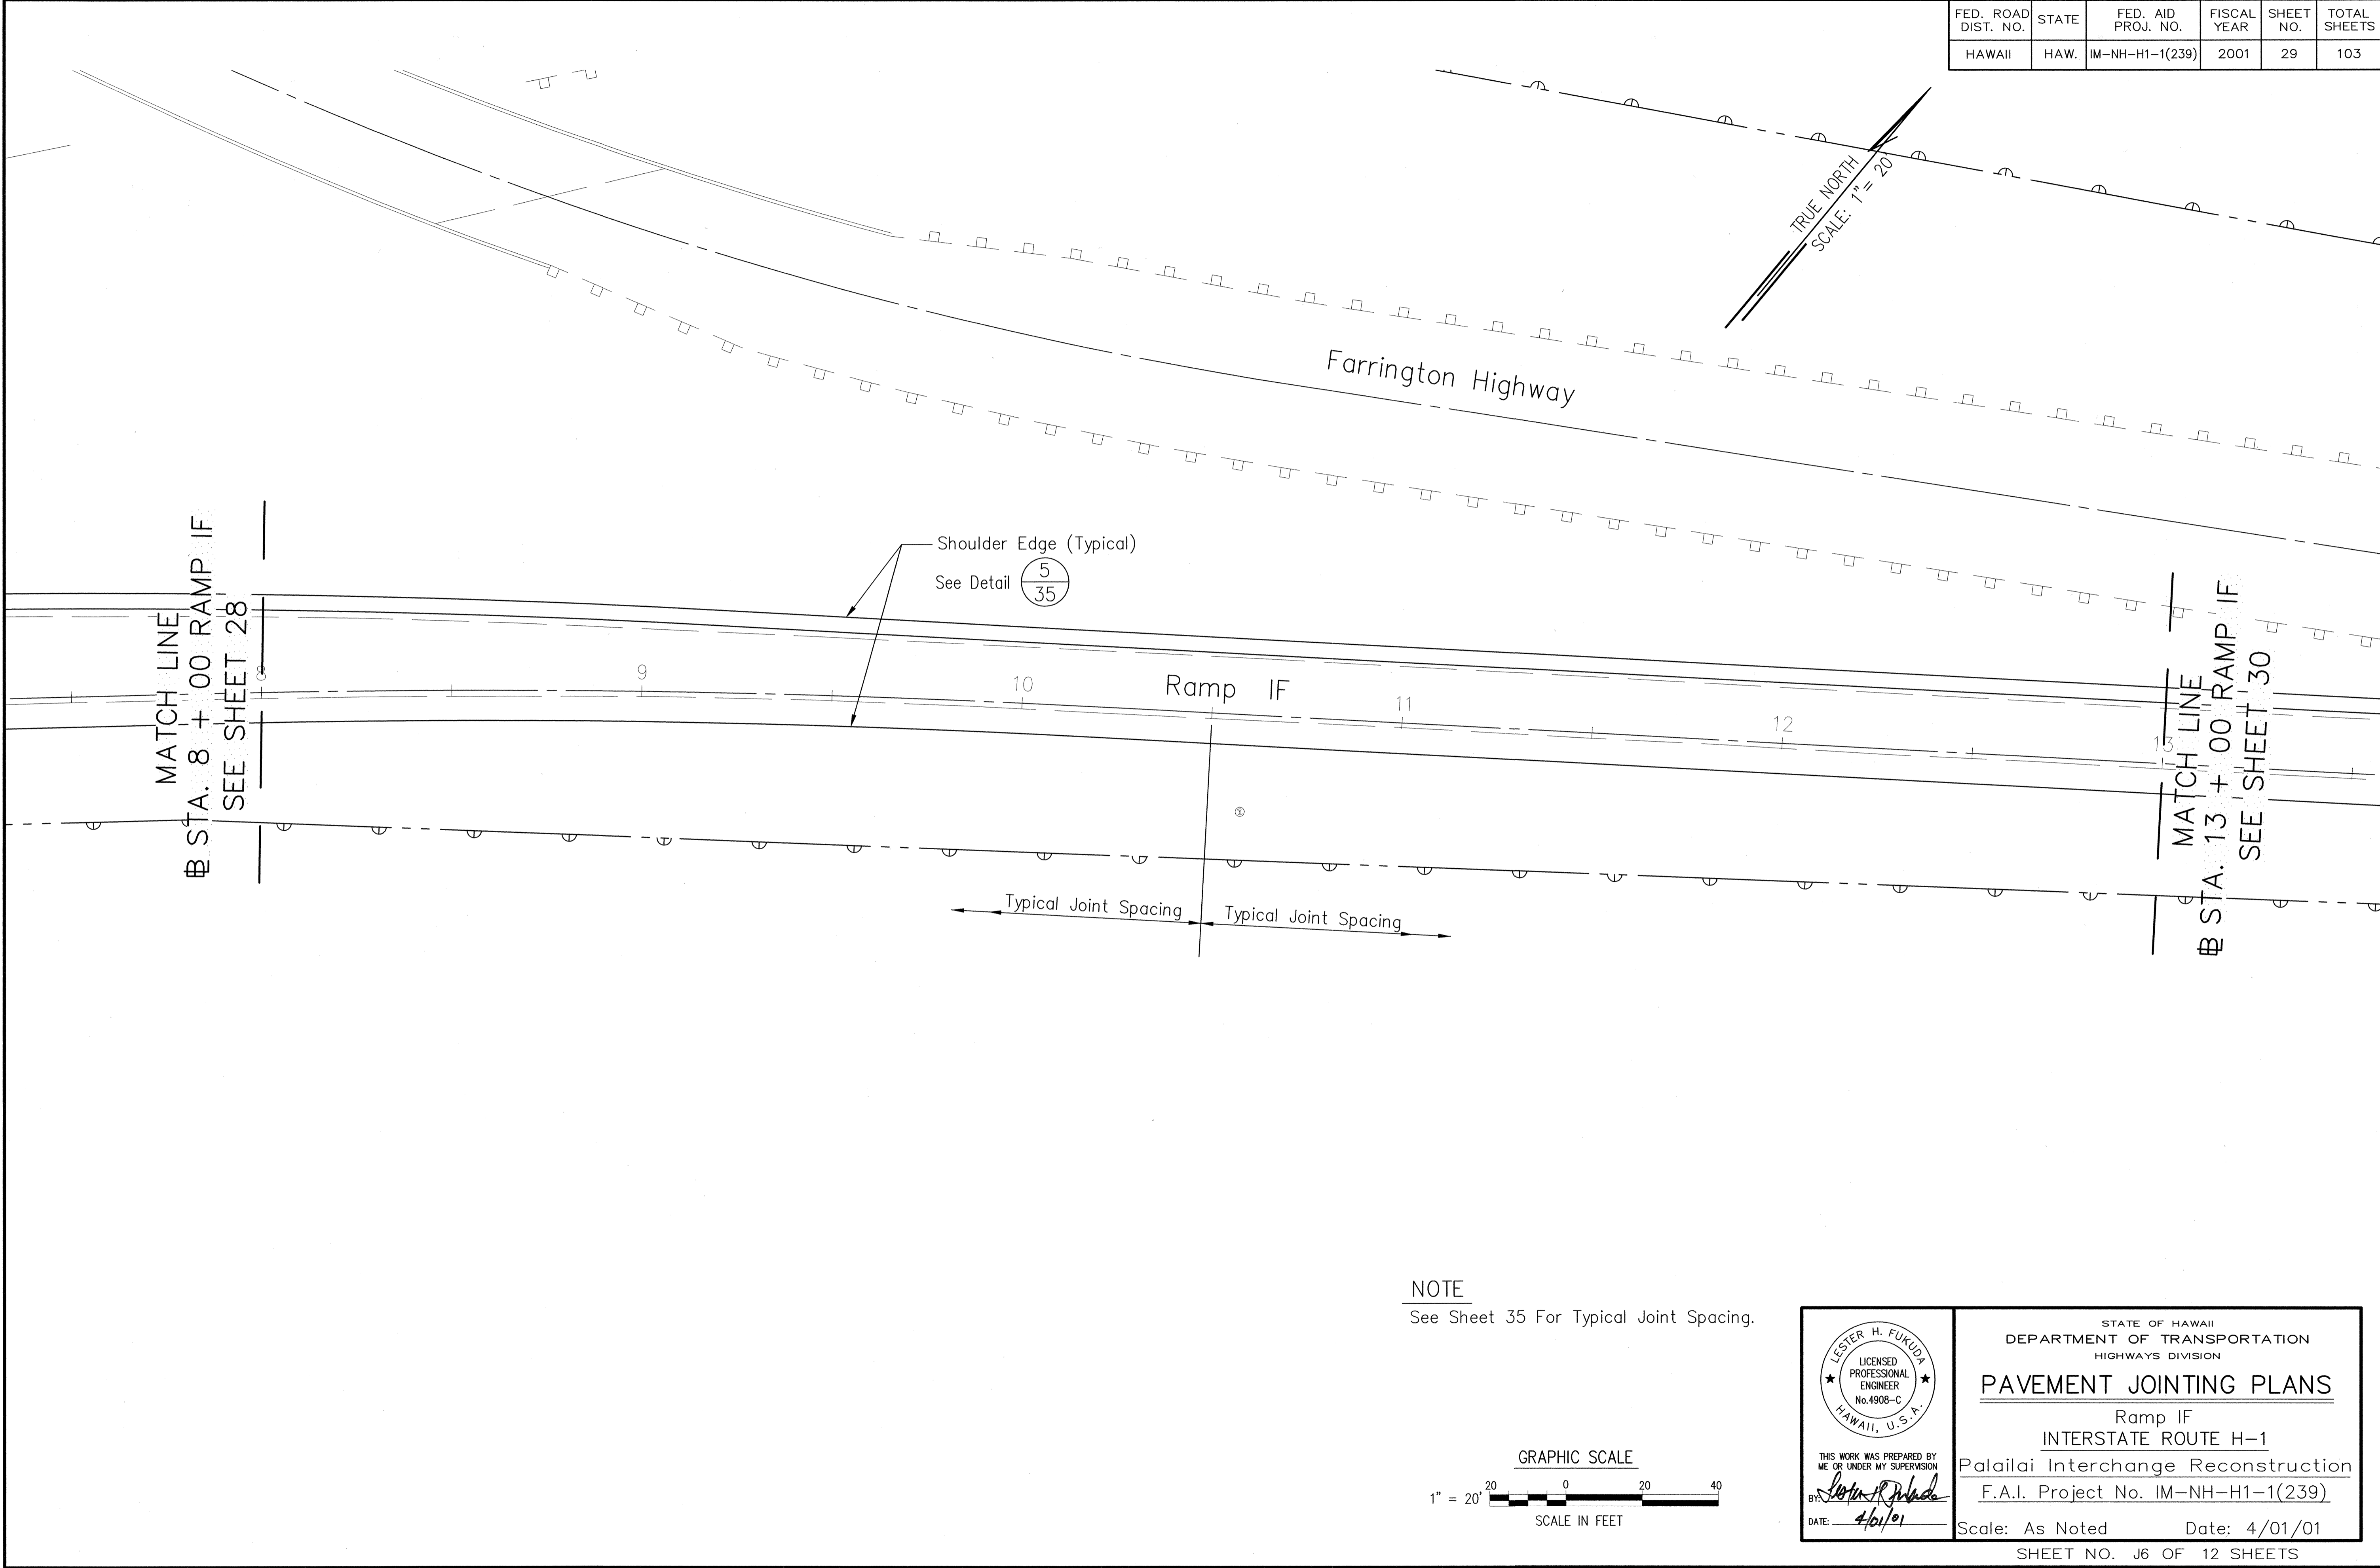 FED. ROAD DIST. NO. STATE FED. AID PROJ. NO. FISCAL YEAR SHEET NO. TOTAL SHEETS
HAWAII HAW. IM-NH-H1-1(239) 2001 29 103
TRUE NORTH
SCALE: 1" = 20'
Farrington Highway
Shoulder Edge (Typical)
See Detail 5
35
MATCH LINE
B STA. 8 + 00 RAMP IF
SEE SHEET 28
8
9
10
Ramp IF
11
12
13
MATCH LINE
B STA. 13 + 00 RAMP IF
SEE SHEET 30
Typical Joint Spacing
Typical Joint Spacing
NOTE
See Sheet 35 For Typical Joint Spacing.
GRAPHIC SCALE
20 0 20 40
1" = 20'
SCALE IN FEET
LESTER H. FUKUDA
LICENSED
PROFESSIONAL
ENGINEER
No.4908-C
HAWAII, U.S.A.
THIS WORK WAS PREPARED BY
ME OR UNDER MY SUPERVISION
BY:
DATE: 4/01/01
STATE OF HAWAII
DEPARTMENT OF TRANSPORTATION
HIGHWAYS DIVISION
PAVEMENT JOINTING PLANS
Ramp IF
INTERSTATE ROUTE H-1
Palailai Interchange Reconstruction
F.A.I. Project No. IM-NH-H1-1(239)
Scale: As Noted Date: 4/01/01
SHEET NO. J6 OF 12 SHEETS